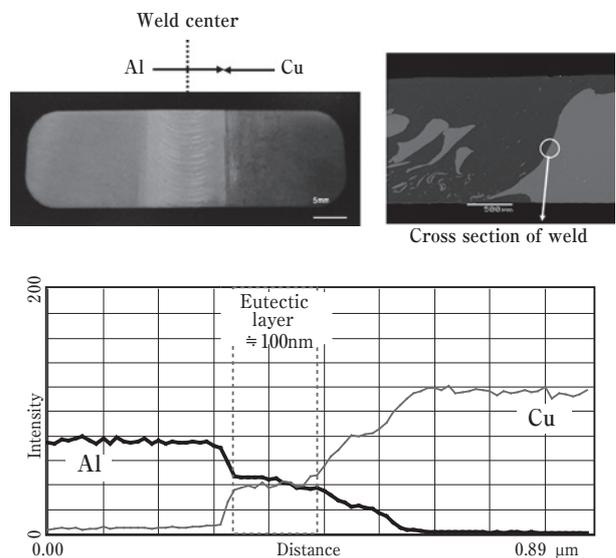 Weld center
Al
Cu
5mm
500μm
Cross section of weld
200
Eutectic
layer
≒100nm
Intensity
Al
Cu
0
0.00
Distance
0.89 μm